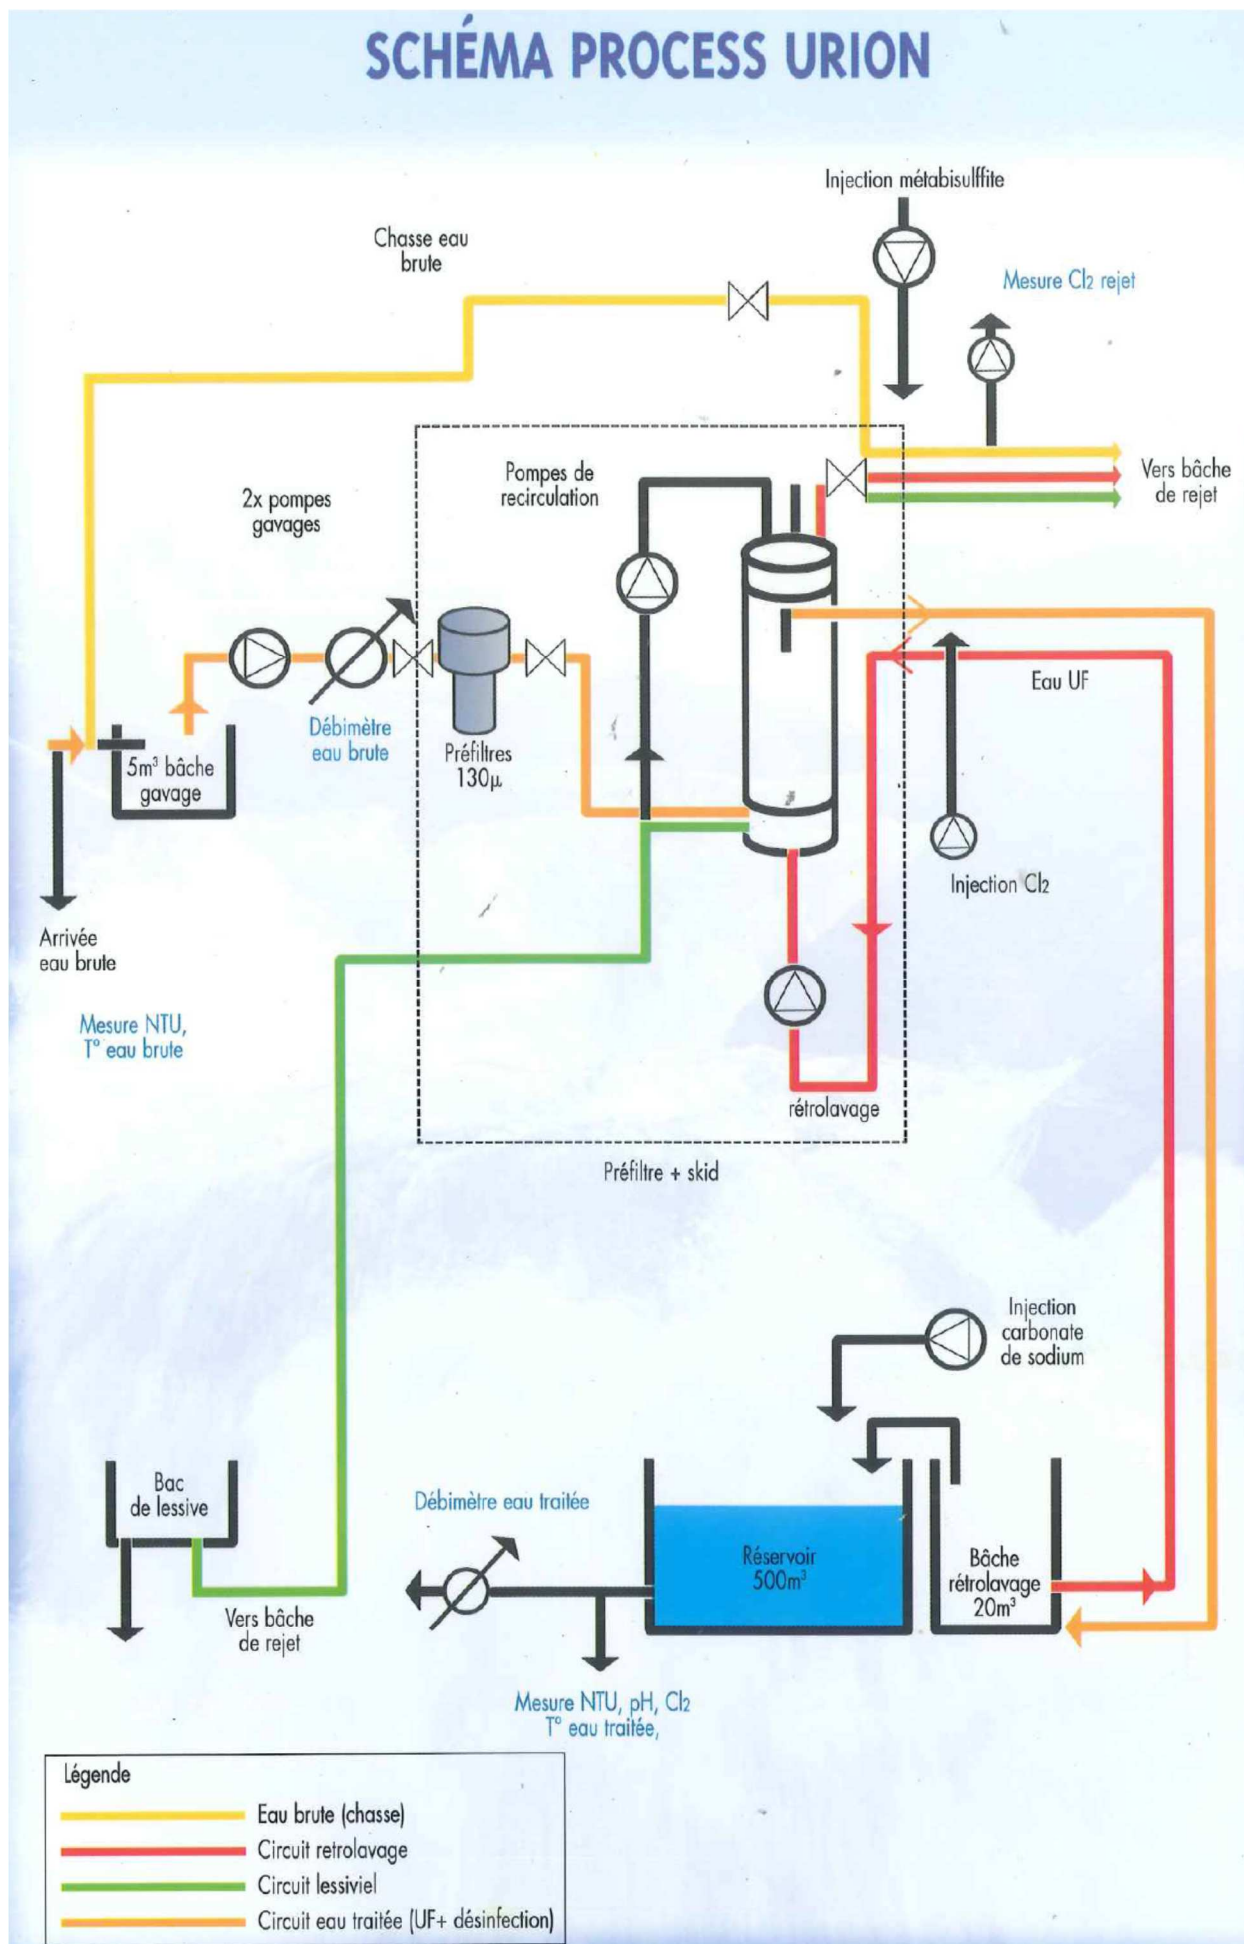 SCHÉMA PROCESS URION
Injection métabisulffite
Chasse eau
brute
Mesure Cl2 rejet
Pompes de
recirculation
Vers bâche
de rejet
2x pompes
gavages
Débimètre
eau brute
Préfiltres
130µ
5m³ bâche
gavage
Eau UF
Injection Cl2
Arrivée
eau brute
Mesure NTU,
T° eau brute
rétrolavage
Préfiltre + skid
Injection
carbonate
de sodium
Bac
de lessive
Débimètre eau traitée
Réservoir
500m³
Bâche
rétrolavage
20m³
Vers bâche
de rejet
Mesure NTU, pH, Cl2
T° eau traitée,
Légende
Eau brute (chasse)
Circuit retrolavage
Circuit lessiviel
Circuit eau traitée (UF+ désinfection)